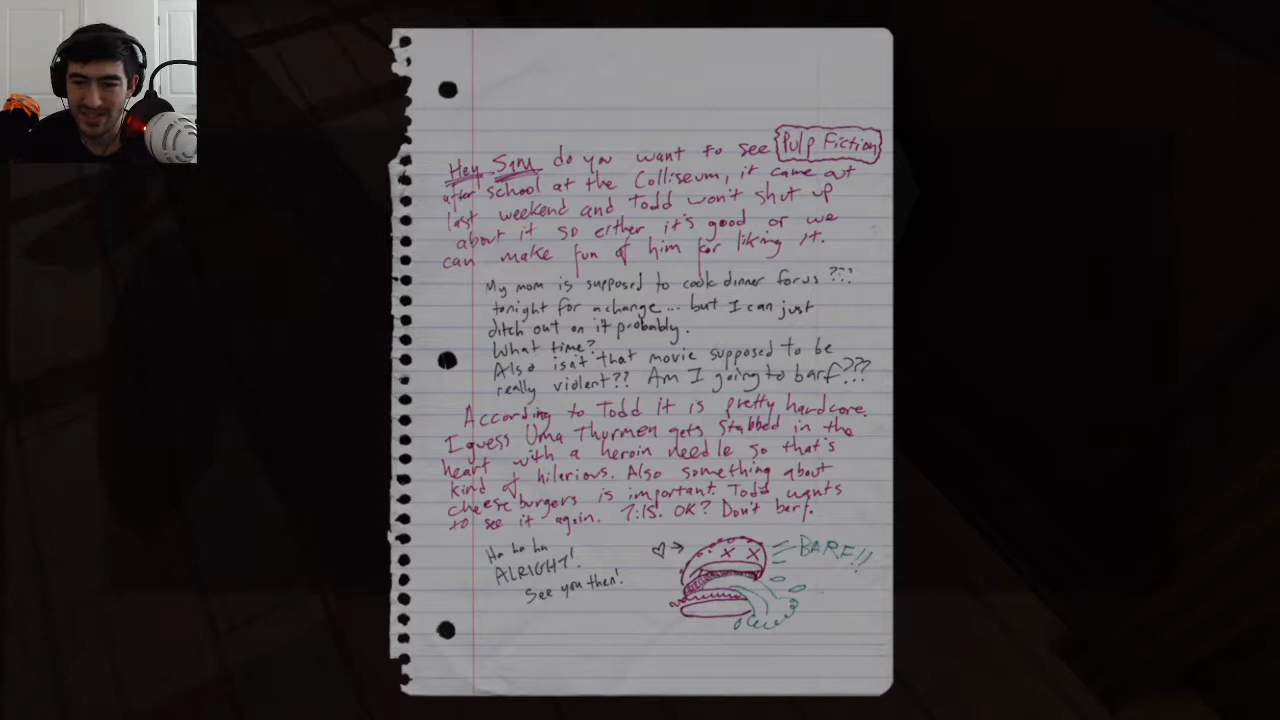 Hey Sam do you want to see Pulp Fiction
after school at the Colliseum, it came out
last weekend and Todd won't shut up
about it so either it's good or we
can make fun of him for liking it.
My mom is supposed to cook dinner for us???
tonight for a change... but I can just
ditch out on it probably.
What time?
Also isn't that movie supposed to be
really violent?? Am I going to barf???
According to Todd it is pretty hardcore.
I guess Uma Thurmen gets stabbed in the
heart with a heroin needle so that's
kind of hilarious. Also something about
cheeseburgers is important. Todd wants
to see it again. 7:15. OK? Don't barf.
Ha ha ha
ALRIGHT!
See you then!
BARF!!